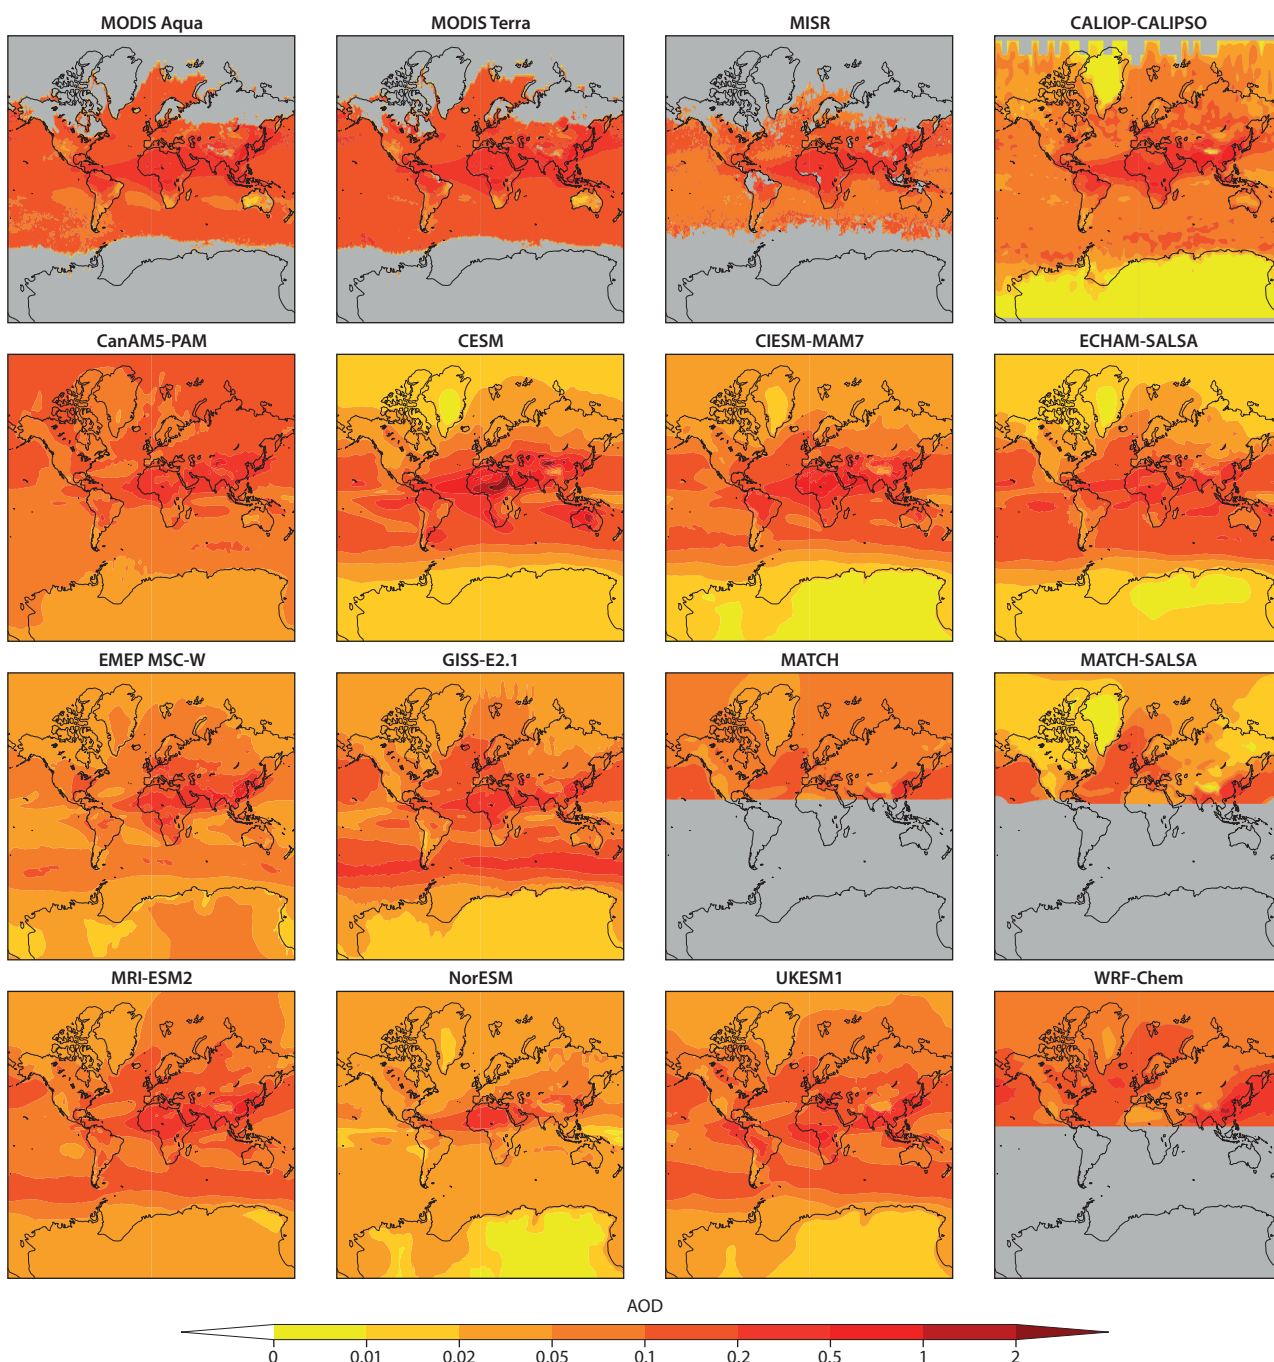 MODIS Aqua MODIS Terra MISR CALIOP-CALIPSO
CanAM5-PAM CESM CIESM-MAM7 ECHAM-SALSA
EMEP MSC-W GISS-E2.1 MATCH MATCH-SALSA
MRI-ESM2 NorESM UKESM1 WRF-Chem
AOD
0 0.01 0.02 0.05 0.1 0.2 0.5 1 2